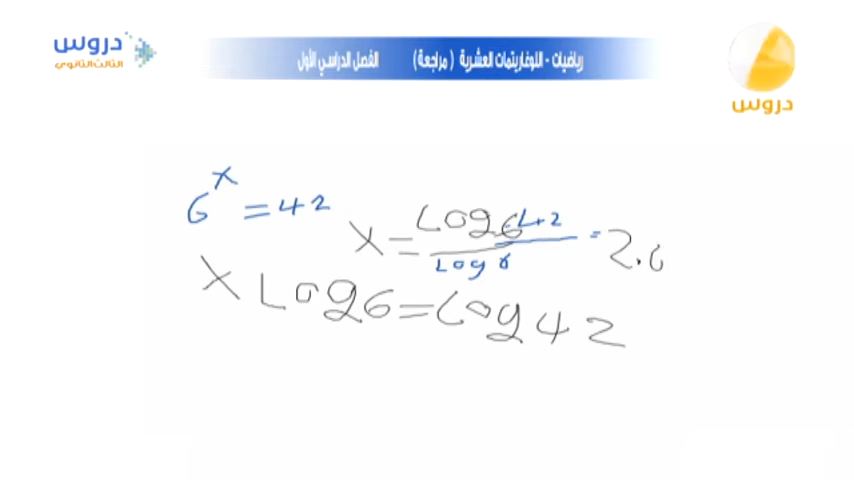 دروس
الثالث الثانوي
رياضيات - اللوغاريتمات العشرية ( مراجعة ) الفصل الدراسي الأول
دروس
6^x = 42
x = Log 42 / Log 6 = 2.0
x Log 6 = Log 42